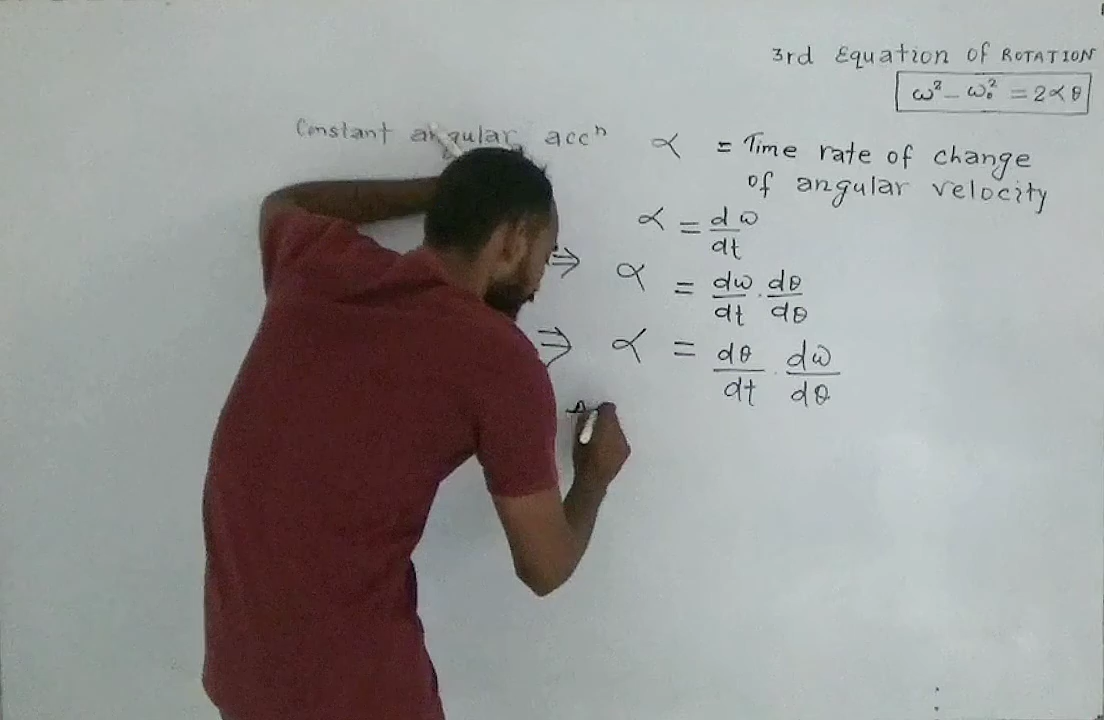 3rd Equation of ROTATION
ω² - ω₀² = 2αθ
Constant angular accⁿ α = Time rate of change
of angular velocity
α = dω/dt
⇒ α = dω/dt . dθ/dθ
⇒ α = dθ/dt . dω/dθ